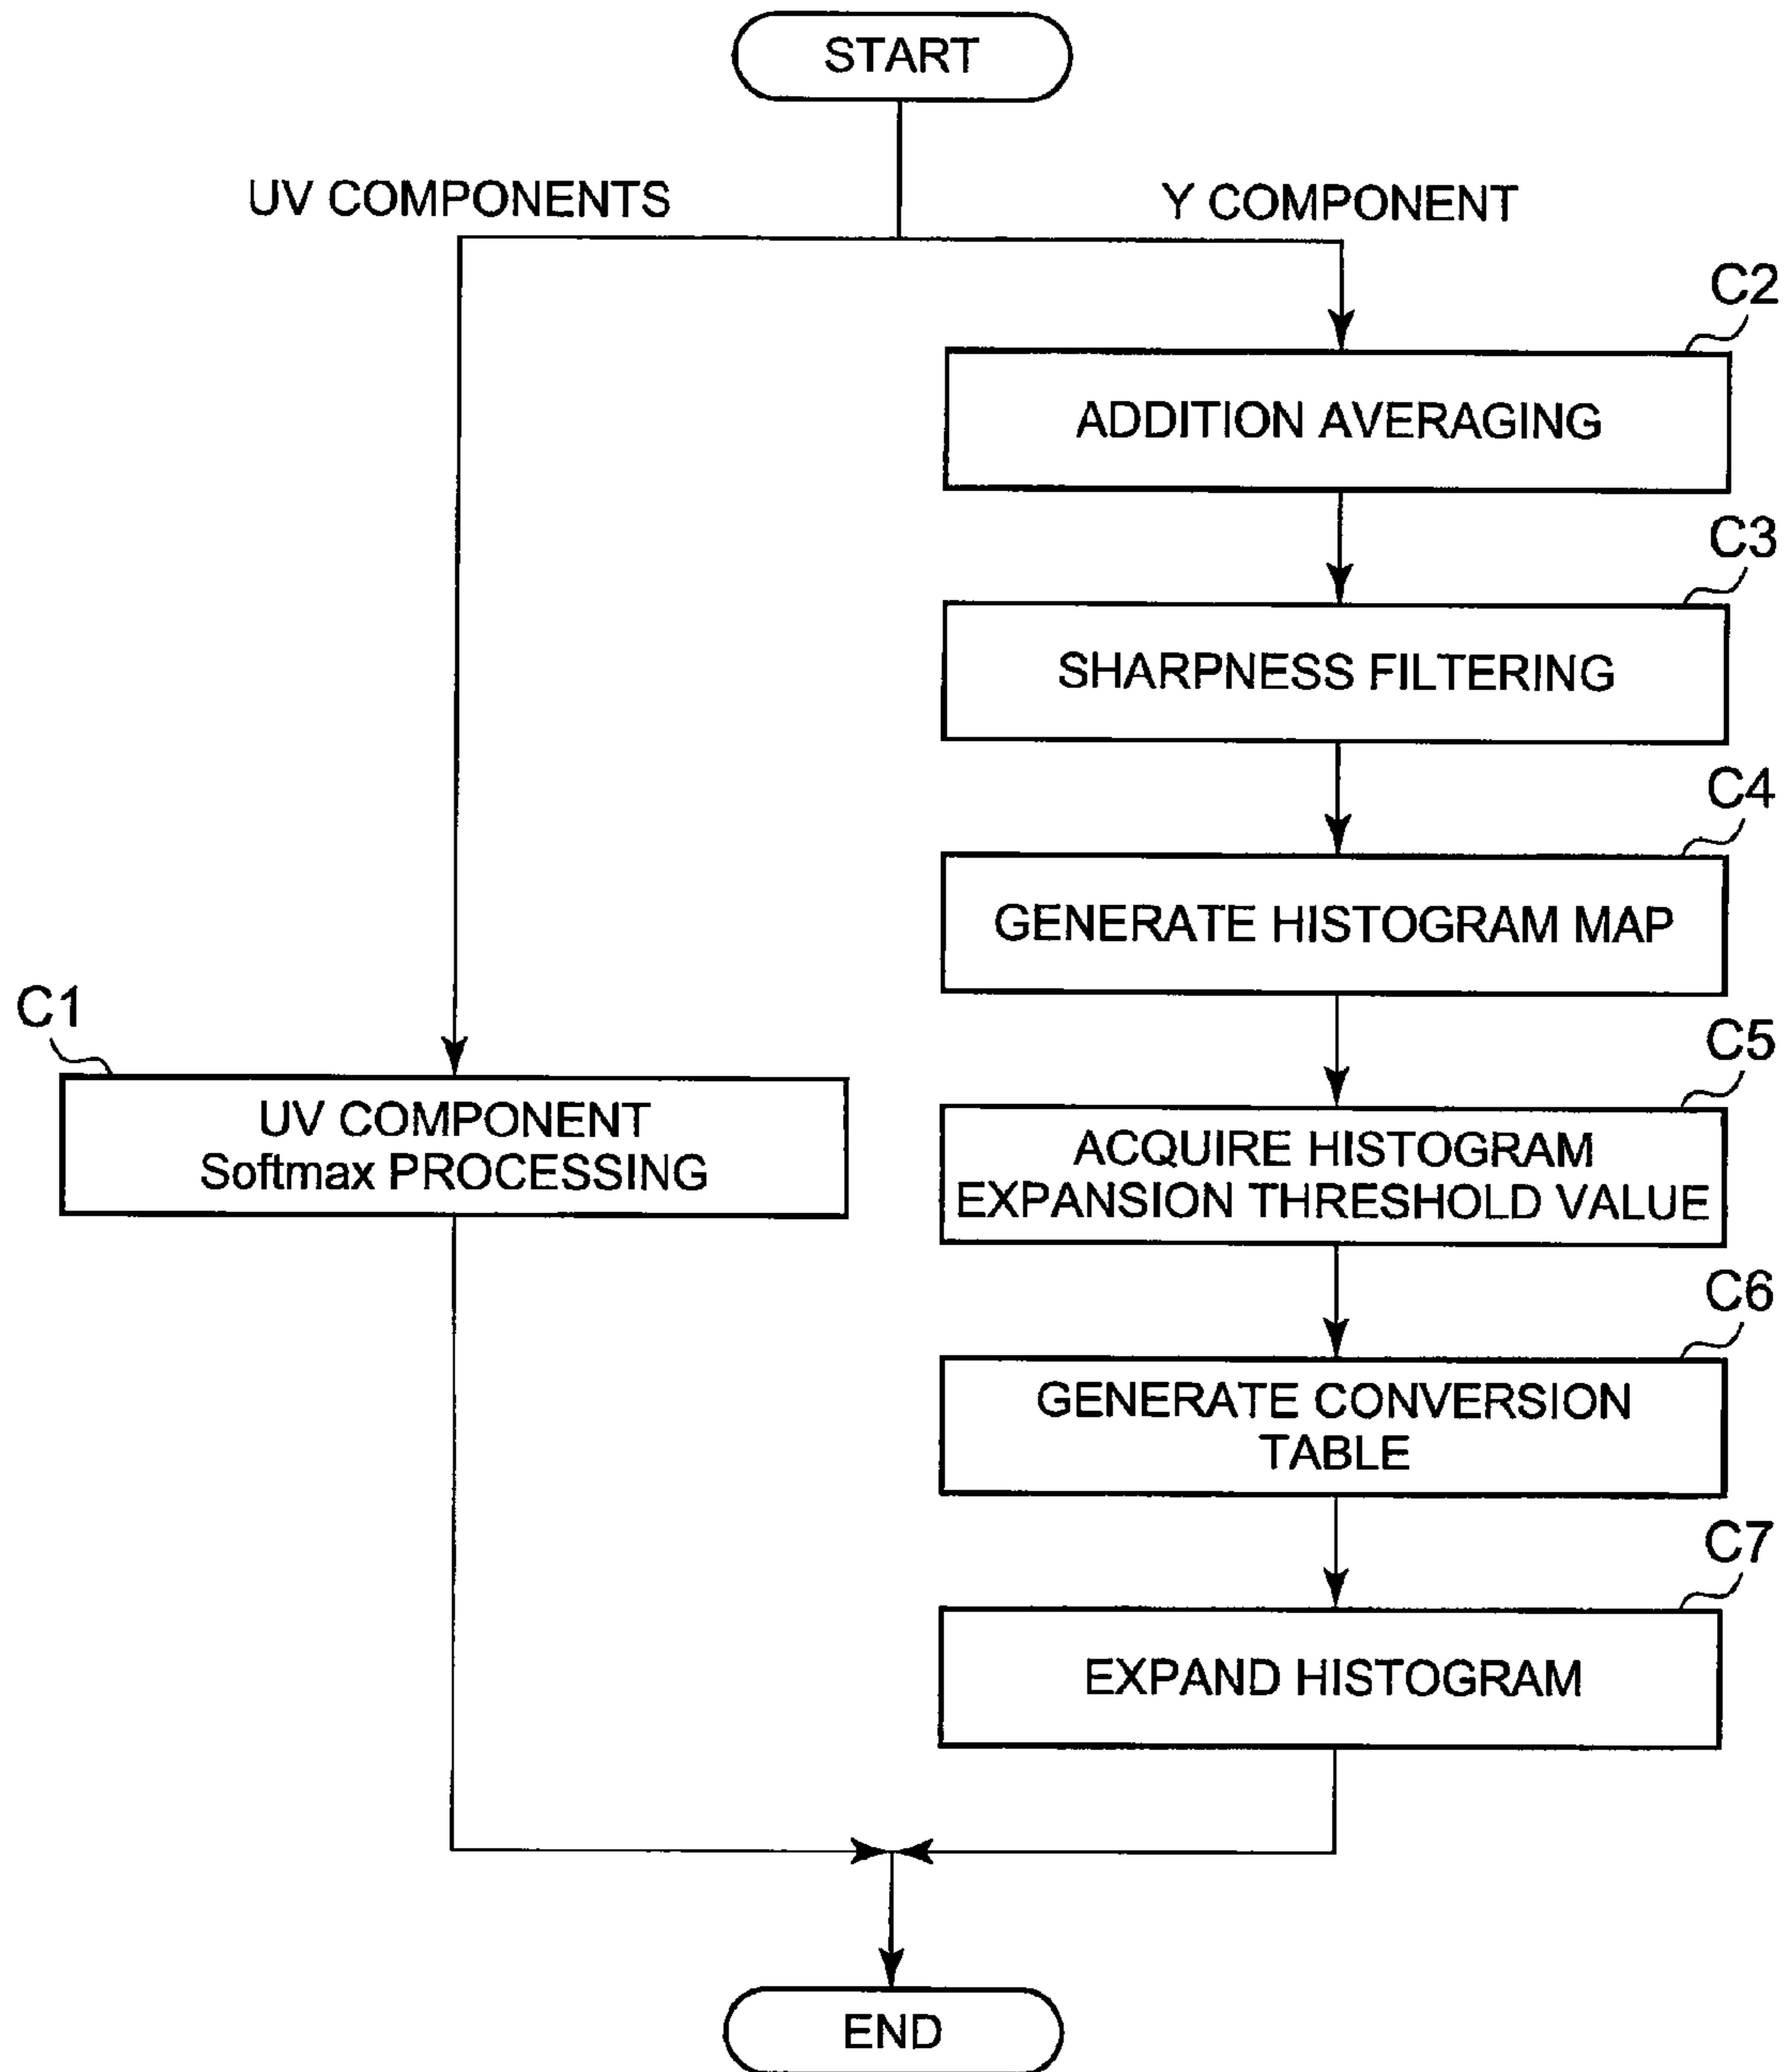 START
UV COMPONENTS
Y COMPONENT
C2
ADDITION AVERAGING
C3
SHARPNESS FILTERING
C4
GENERATE HISTOGRAM MAP
C1
UV COMPONENT
Softmax PROCESSING
C5
ACQUIRE HISTOGRAM
EXPANSION THRESHOLD VALUE
C6
GENERATE CONVERSION
TABLE
C7
EXPAND HISTOGRAM
END